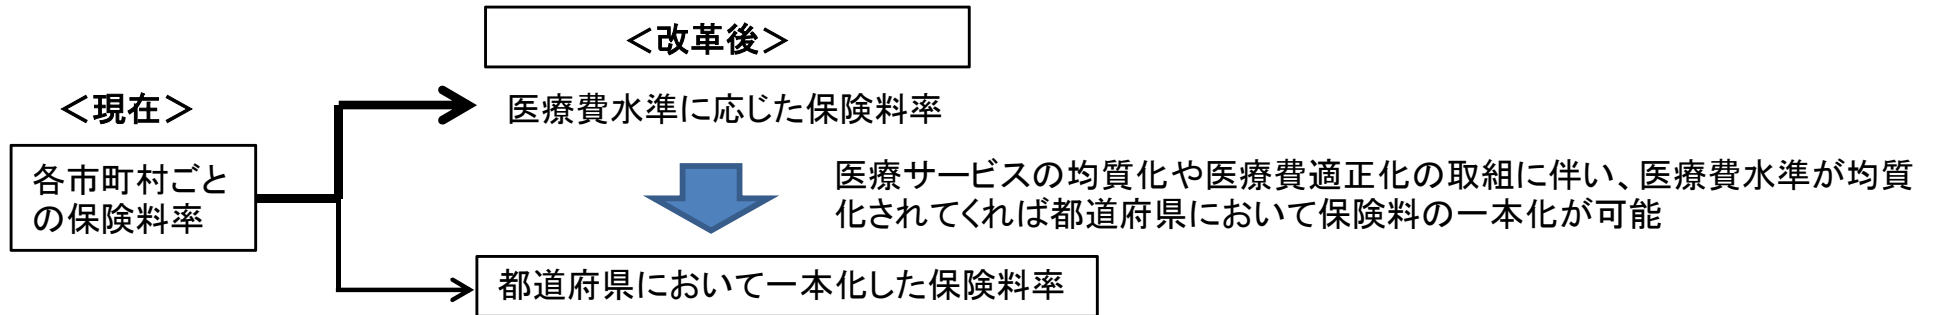 ＜改革後＞
＜現在＞
医療費水準に応じた保険料率
各市町村ごと
の保険料率
医療サービスの均質化や医療費適正化の取組に伴い、医療費水準が均質
化されてくれば都道府県において保険料の一本化が可能
都道府県において一本化した保険料率